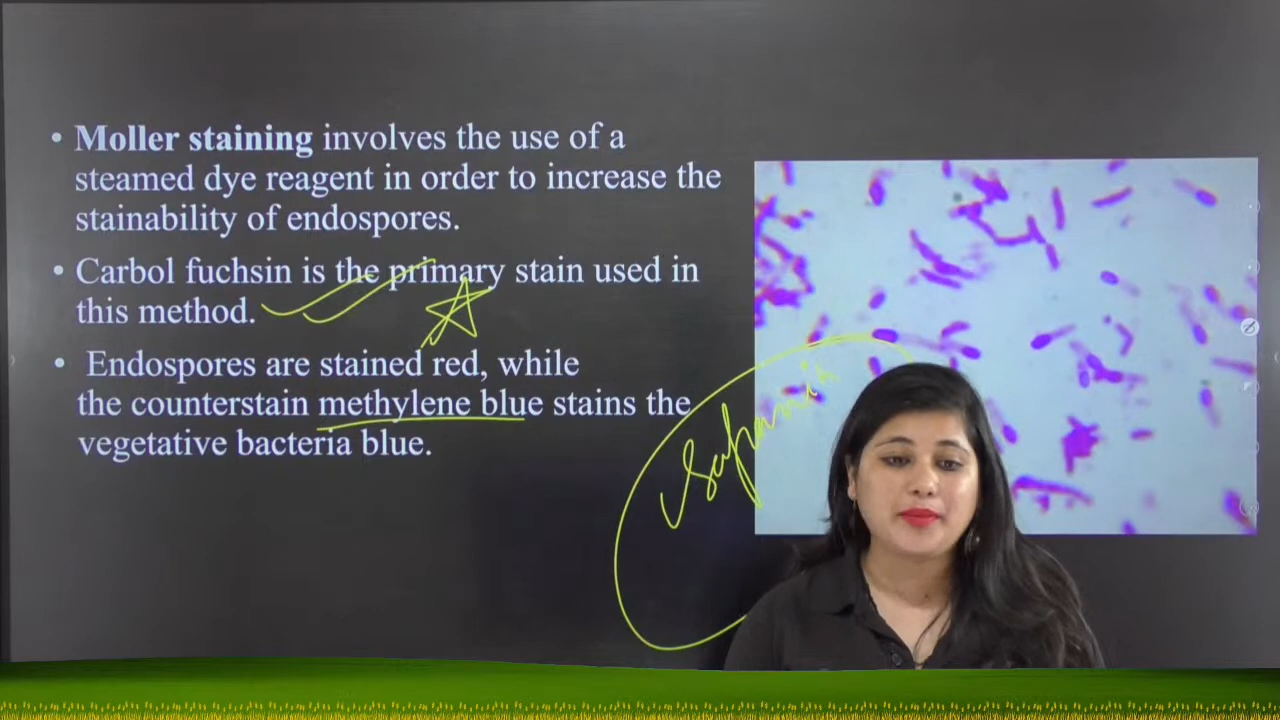 • Moller staining involves the use of a
steamed dye reagent in order to increase the
stainability of endospores.
• Carbol fuchsin is the primary stain used in
this method.
• Endospores are stained red, while
the counterstain methylene blue stains the
vegetative bacteria blue.